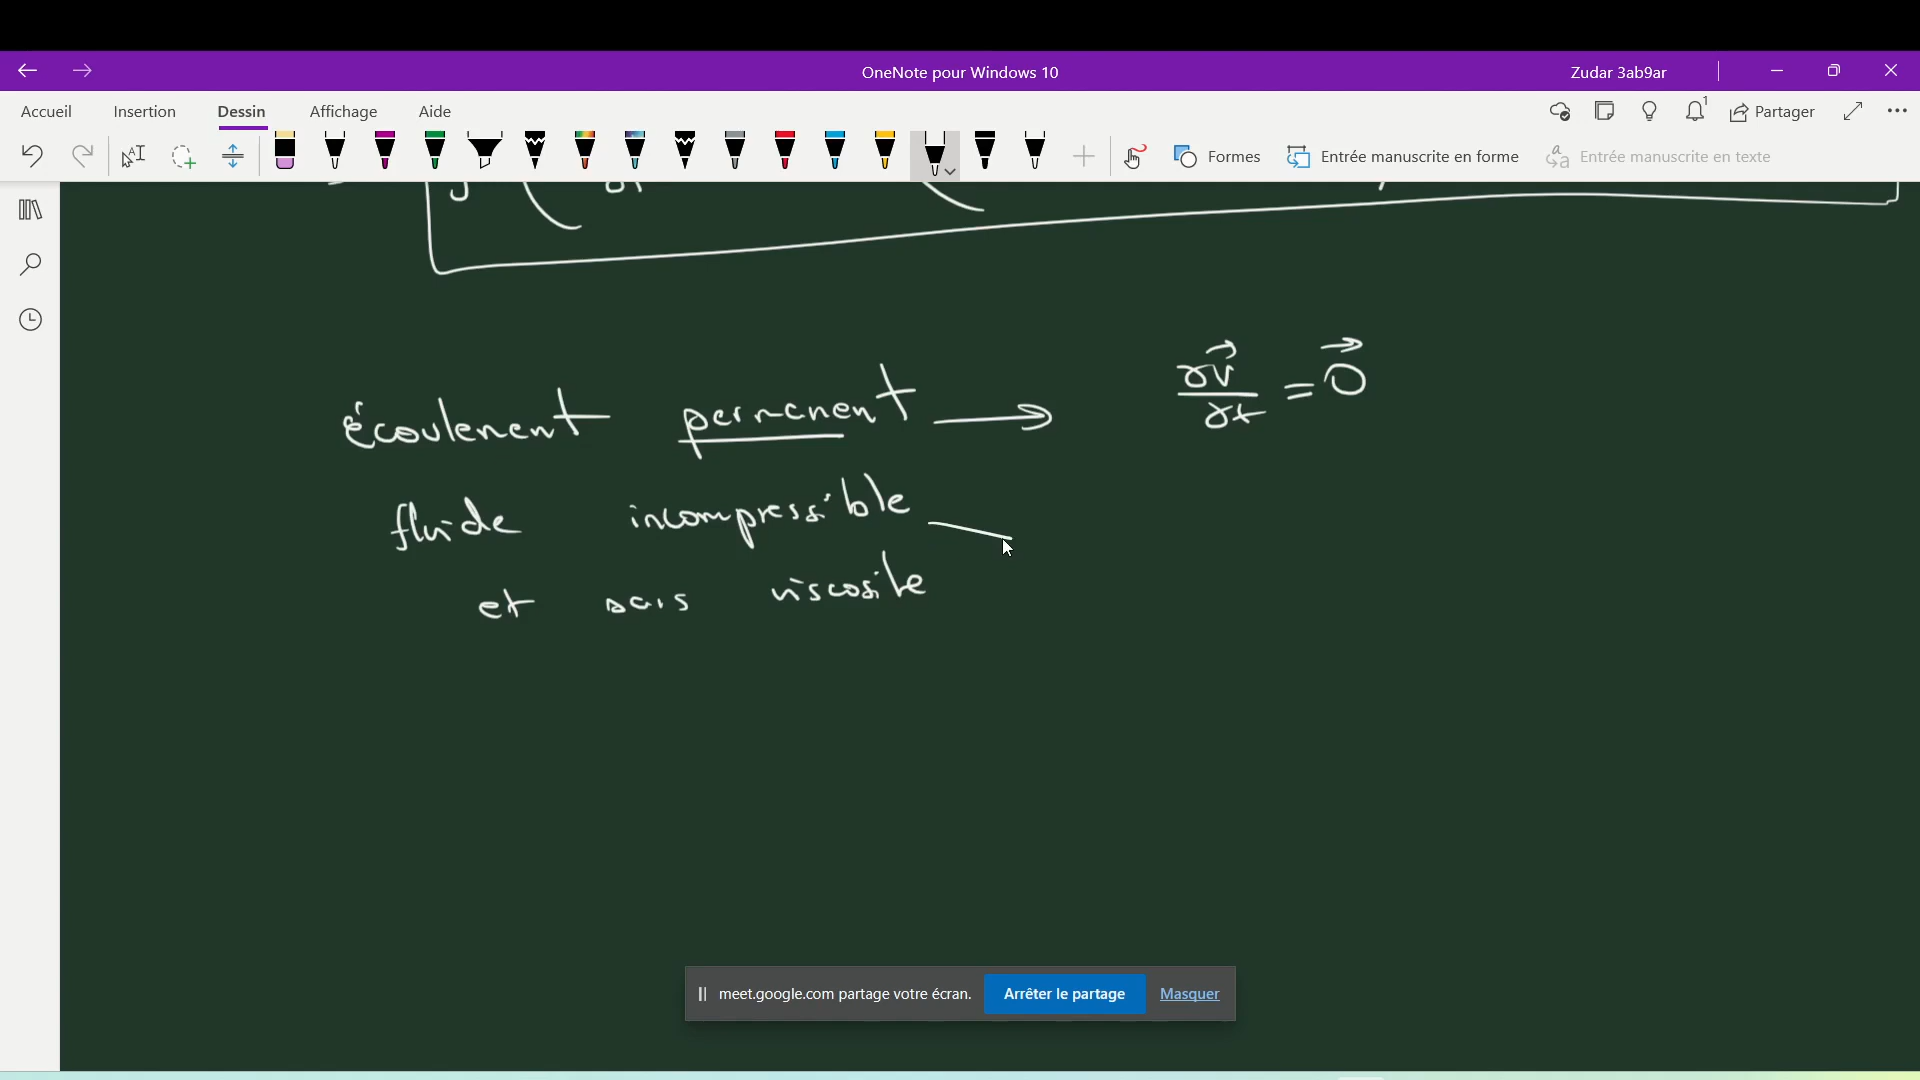 OneNote pour Windows 10
Zudar 3ab9ar
Accueil Insertion Dessin Affichage Aide
1
Partager
Formes Entrée manuscrite en forme Entrée manuscrite en texte
écoulement permanent → ∂v⃗/∂t = 0⃗
fluide incompressible
et sans viscosité
meet.google.com partage votre écran. Arrêter le partage Masquer